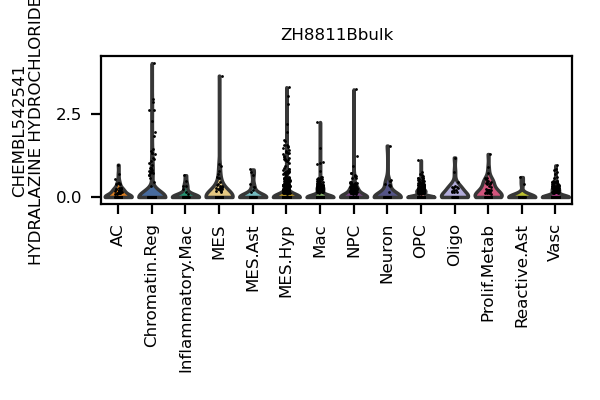 ZH8811Bbulk
CHEMBL542541
HYDRALAZINE HYDROCHLORIDE
2.5
0.0
AC
Chromatin.Reg
Inflammatory.Mac
MES
MES.Ast
MES.Hyp
Mac
NPC
Neuron
OPC
Oligo
Prolif.Metab
Reactive.Ast
Vasc